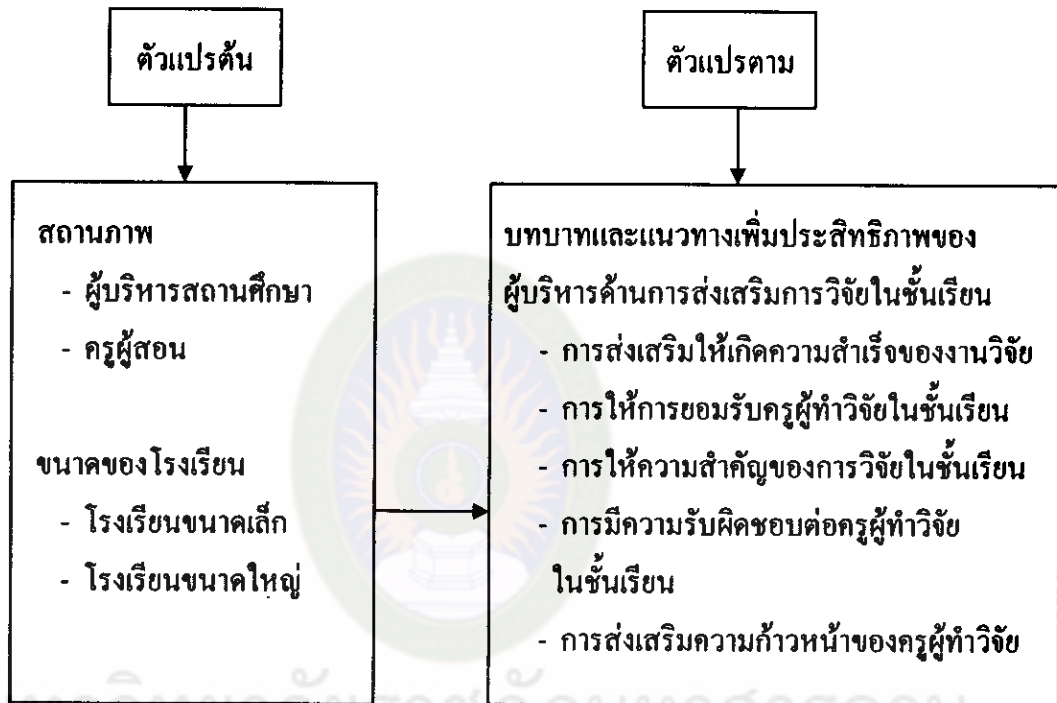 ตัวแปรต้น
ตัวแปรตาม
สถานภาพ
- ผู้บริหารสถานศึกษา
- ครูผู้สอน
ขนาดของโรงเรียน
- โรงเรียนขนาดเล็ก
- โรงเรียนขนาดใหญ่
บทบาทและแนวทางเพิ่มประสิทธิภาพของ
ผู้บริหารด้านการส่งเสริมการวิจัยในชั้นเรียน
- การส่งเสริมให้เกิดความสำเร็จของงานวิจัย
- การให้การยอมรับครูผู้ทำวิจัยในชั้นเรียน
- การให้ความสำคัญของการวิจัยในชั้นเรียน
- การมีความรับผิดชอบต่อครูผู้ทำวิจัย
ในชั้นเรียน
- การส่งเสริมความก้าวหน้าของครูผู้ทำวิจัย